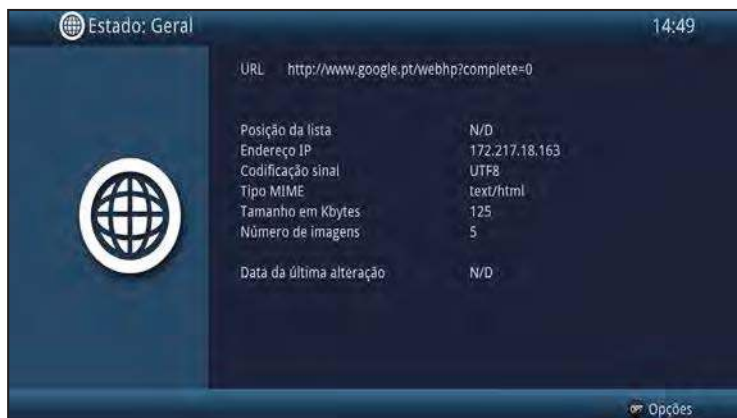 Estado: Geral 14:49
URL http://www.google.pt/webhp?complete=0
Posição da lista N/D
Endereço IP 172.217.18.163
Codificação sinal UTF8
Tipo MIME text/html
Tamanho em Kbytes 125
Número de imagens 5
Data da última alteração N/D
OPT Opções